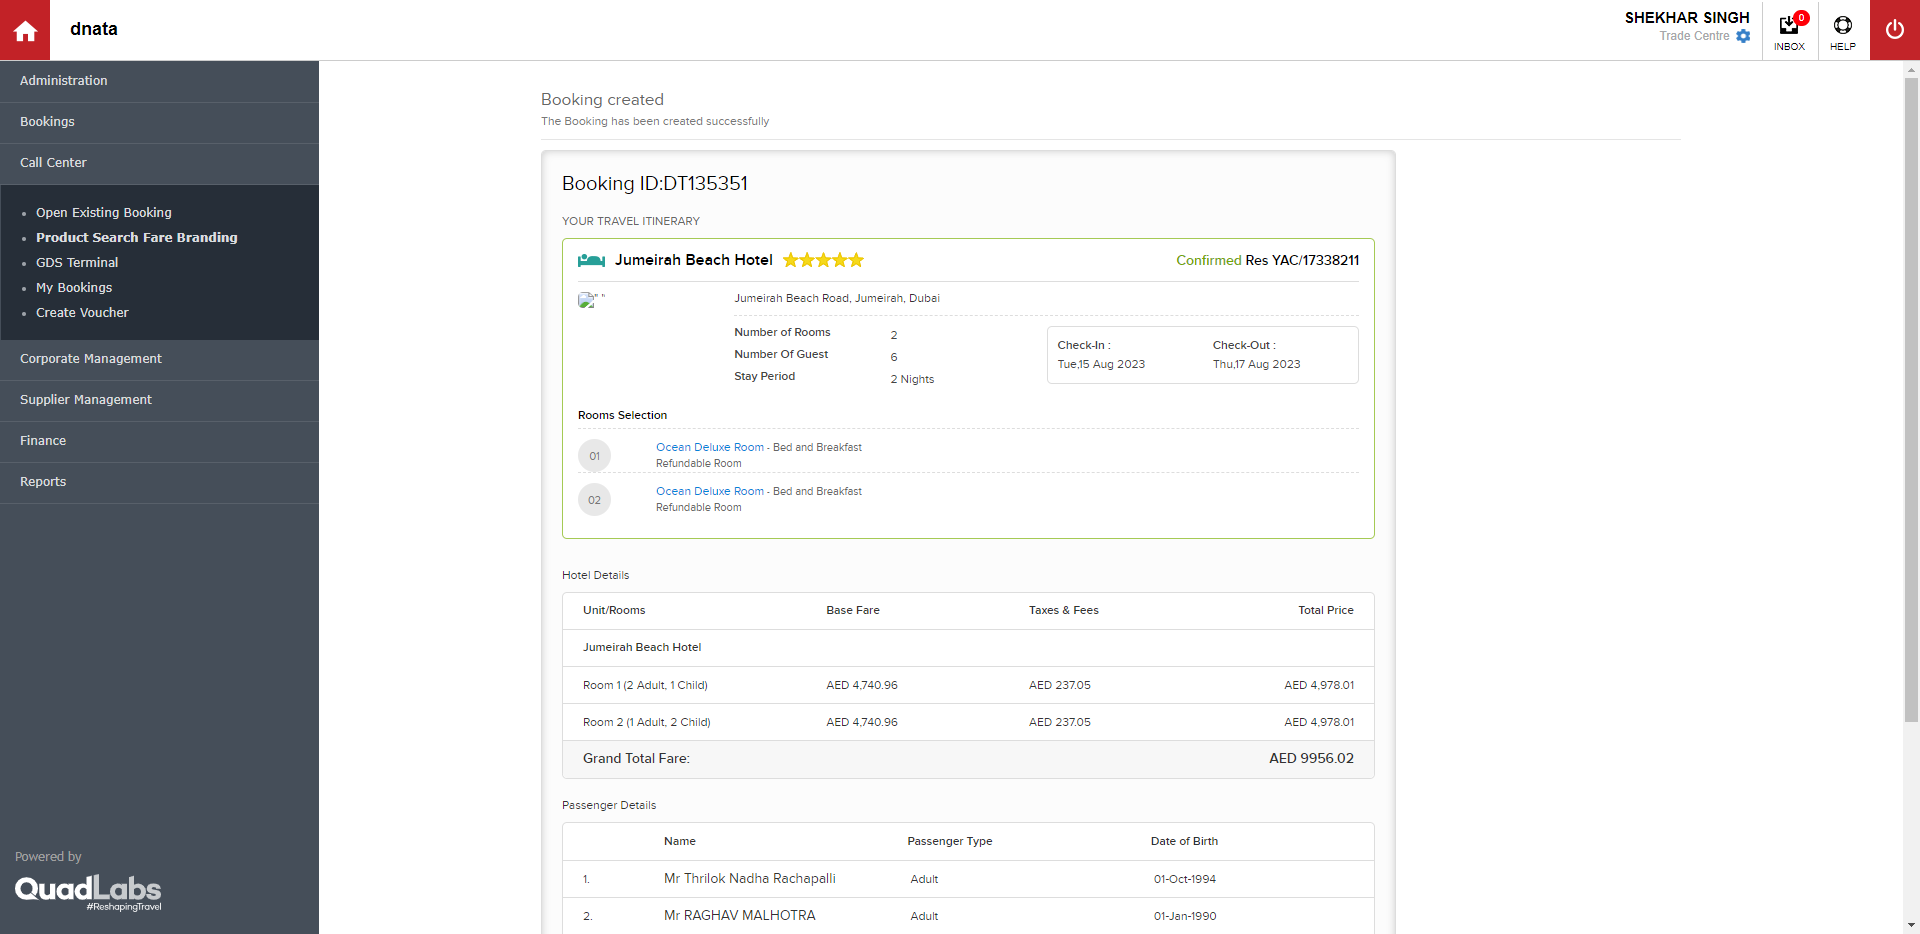 dnata
SHEKHAR SINGH
Trade Centre
0
INBOX
HELP
Administration
Bookings
Call Center
Open Existing Booking
Product Search Fare Branding
GDS Terminal
My Bookings
Create Voucher
Corporate Management
Supplier Management
Finance
Reports
Powered by
QuadLabs
#ReshapingTravel
Booking created
The Booking has been created successfully
Booking ID:DT135351
YOUR TRAVEL ITINERARY
Jumeirah Beach Hotel
Confirmed Res YAC/17338211
" "
Jumeirah Beach Road, Jumeirah, Dubai
Number of Rooms 2
Number Of Guest 6
Stay Period 2 Nights
Check-In : Check-Out :
Tue,15 Aug 2023 Thu,17 Aug 2023
Rooms Selection
01 Ocean Deluxe Room - Bed and Breakfast
Refundable Room
02 Ocean Deluxe Room - Bed and Breakfast
Refundable Room
Hotel Details
Unit/Rooms Base Fare Taxes & Fees Total Price
Jumeirah Beach Hotel
Room 1 (2 Adult, 1 Child) AED 4,740.96 AED 237.05 AED 4,978.01
Room 2 (1 Adult, 2 Child) AED 4,740.96 AED 237.05 AED 4,978.01
Grand Total Fare: AED 9956.02
Passenger Details
Name Passenger Type Date of Birth
1. Mr Thrilok Nadha Rachapalli Adult 01-Oct-1994
2. Mr RAGHAV MALHOTRA Adult 01-Jan-1990